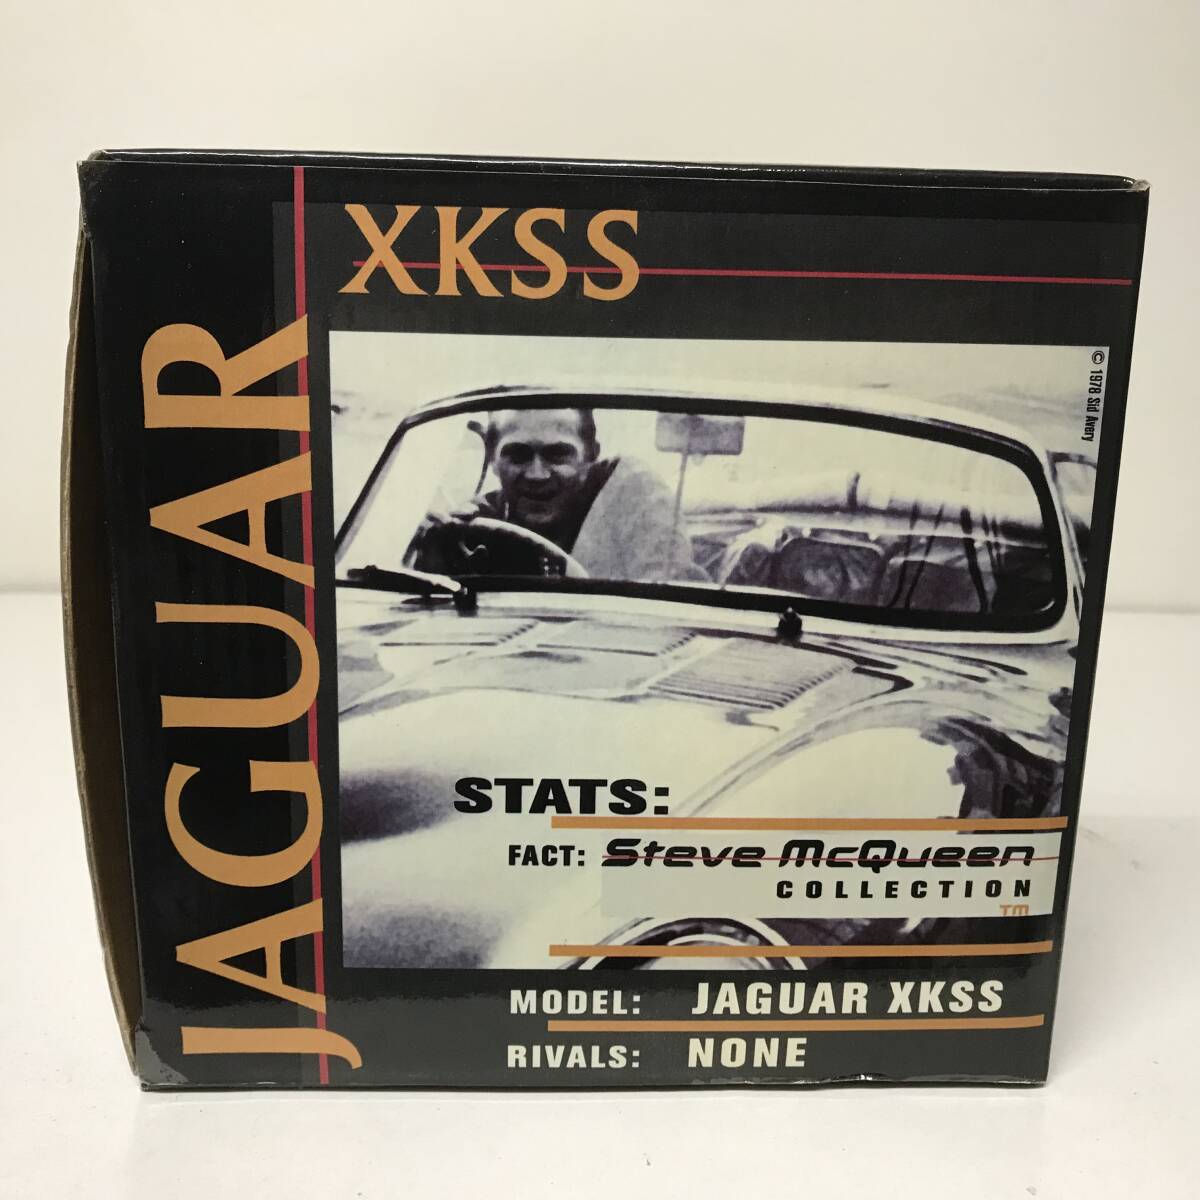 JAGUAR
XKSS
© 1978 Sid Avery
STATS:
FACT: Steve McQueen
COLLECTION
TM
MODEL: JAGUAR XKSS
RIVALS: NONE